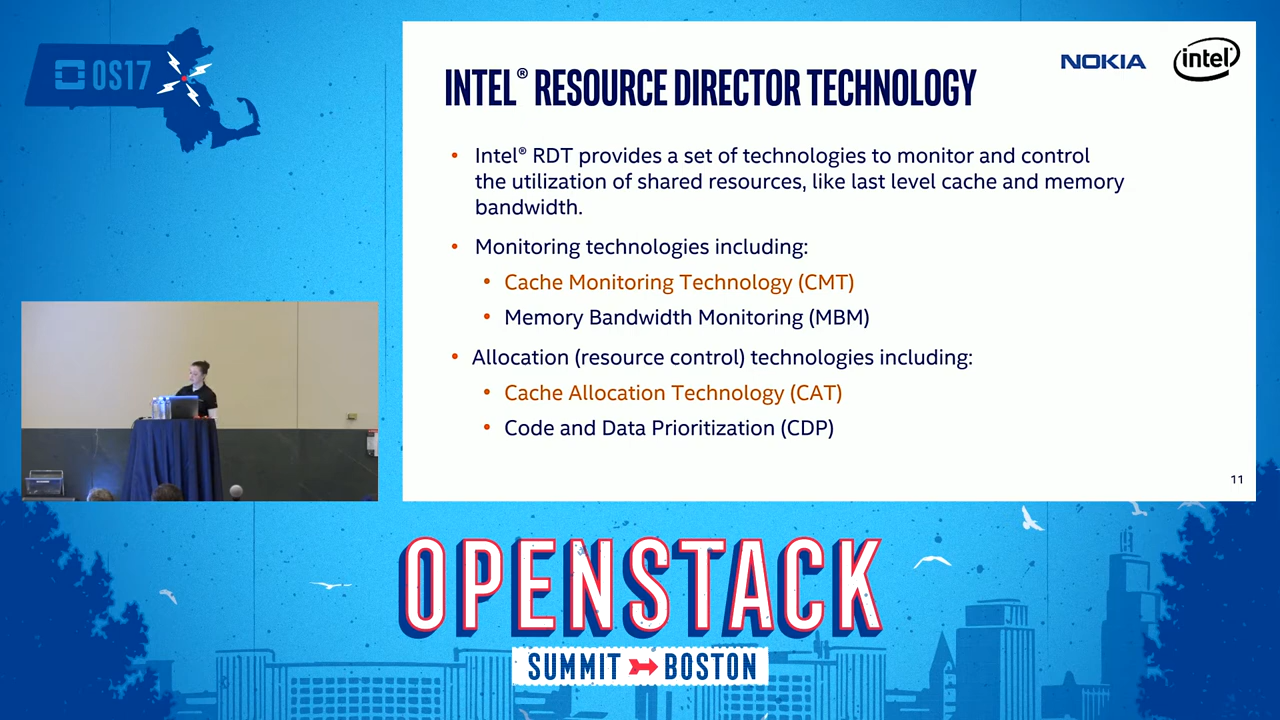 OS17
NOKIA
intel
INTEL® RESOURCE DIRECTOR TECHNOLOGY
• Intel® RDT provides a set of technologies to monitor and control
the utilization of shared resources, like last level cache and memory
bandwidth.
• Monitoring technologies including:
• Cache Monitoring Technology (CMT)
• Memory Bandwidth Monitoring (MBM)
• Allocation (resource control) technologies including:
• Cache Allocation Technology (CAT)
• Code and Data Prioritization (CDP)
11
OPENSTACK
SUMMIT BOSTON